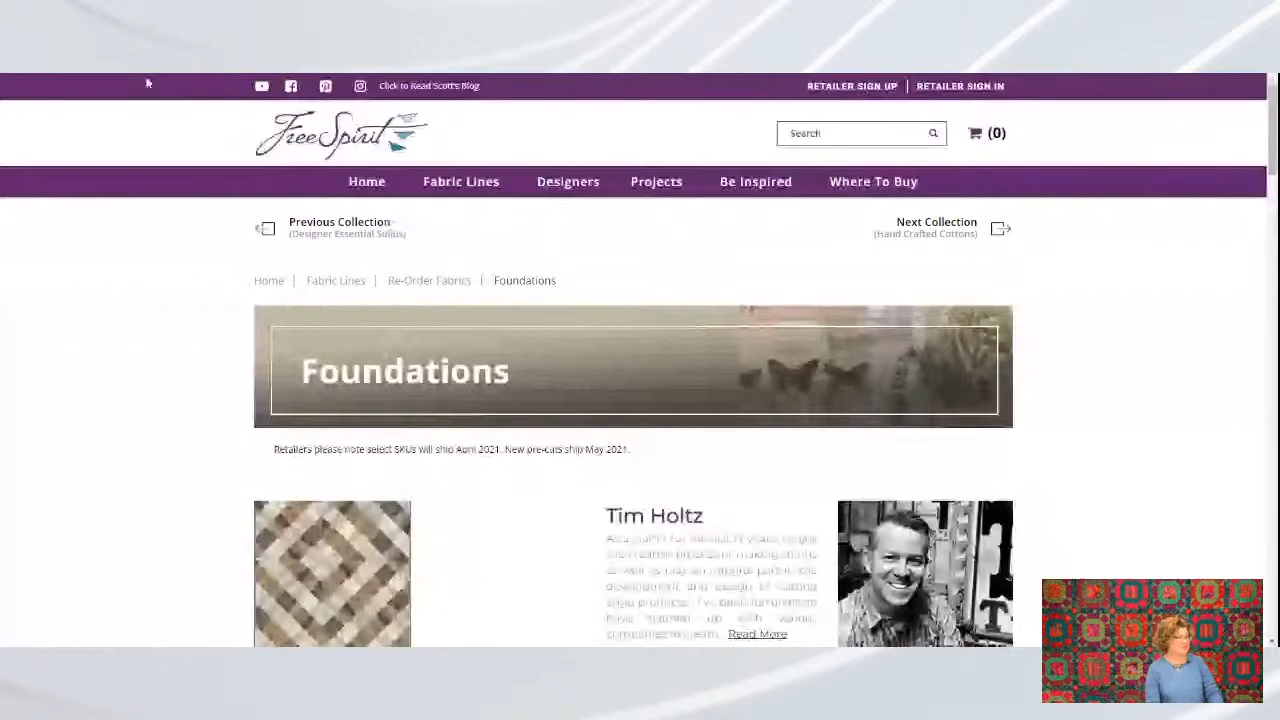 Click to Read Scott's Blog
RETAILER SIGN UP
RETAILER SIGN IN
FreeSpirit
Search
(0)
Home
Fabric Lines
Designers
Projects
Be Inspired
Where To Buy
Previous Collection
(Designer Essential Solids)
Next Collection
(Hand Crafted Cottons)
Home | Fabric Lines | Re-Order Fabrics | Foundations
Foundations
Retailers please note select SKUs will ship April 2021. New pre-cuts ship May 2021.
Tim Holtz
Read More